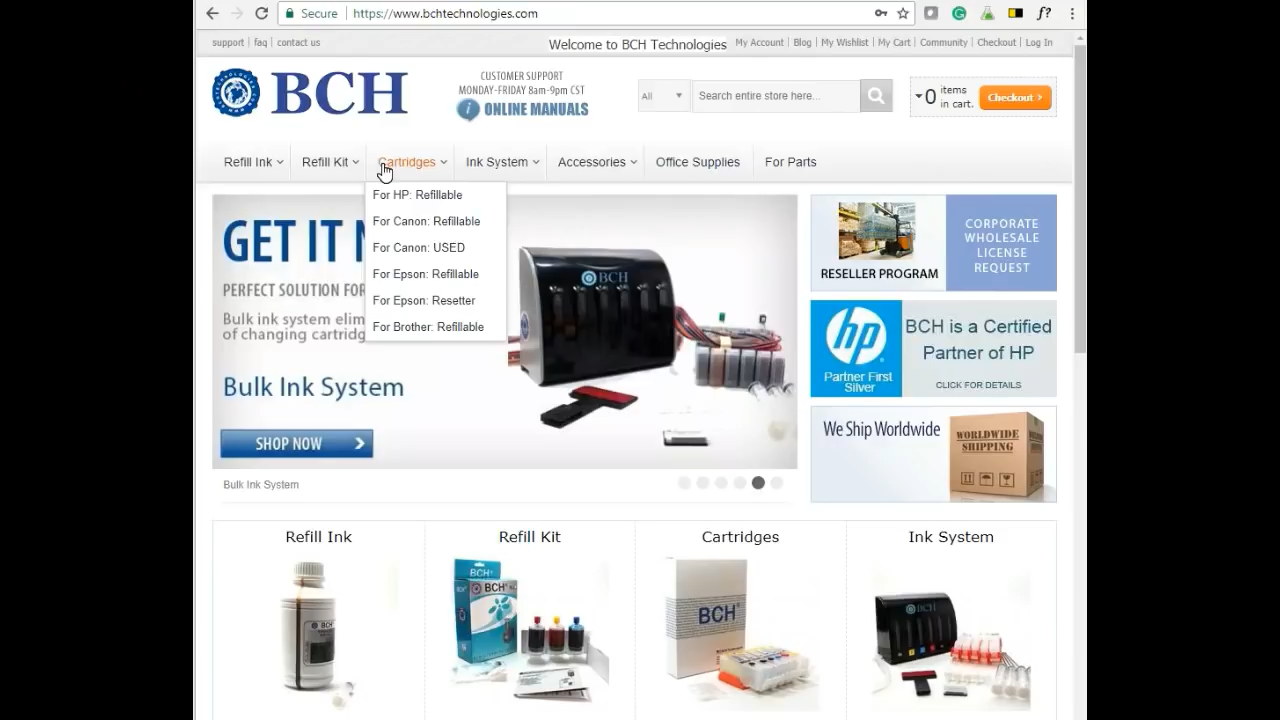 Secure https://www.bchtechnologies.com f?
support | faq | contact us
Welcome to BCH Technologies
My Account | Blog | My Wishlist | My Cart | Community | Checkout | Log In
BCH
CUSTOMER SUPPORT
MONDAY-FRIDAY 8am-9pm CST
i ONLINE MANUALS
All
Search entire store here...
0 items
in cart.
Checkout >
Refill Ink Refill Kit Cartridges Ink System Accessories Office Supplies For Parts
For HP: Refillable
For Canon: Refillable
For Canon: USED
For Epson: Refillable
For Epson: Resetter
For Brother: Refillable
GET IT
PERFECT SOLUTION FOR
Bulk ink system elim
of changing cartridg
Bulk Ink System
SHOP NOW
BCH
Bulk Ink System
RESELLER PROGRAM
CORPORATE
WHOLESALE
LICENSE
REQUEST
hp
Partner First
Silver
BCH is a Certified
Partner of HP
CLICK FOR DETAILS
We Ship Worldwide
WORLDWIDE
SHIPPING
Refill Ink
Refill Kit
Cartridges
Ink System
BCH
BCH
BCH